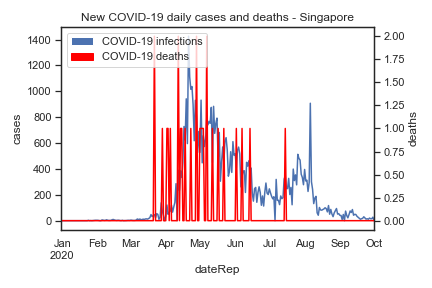 New COVID-19 daily cases and deaths - Singapore
COVID-19 infections
COVID-19 deaths
1400
1200
1000
800
600
400
200
0
cases
2.00
1.75
1.50
1.25
1.00
0.75
0.50
0.25
0.00
deaths
Jan Feb Mar Apr May Jun Jul Aug Sep Oct
2020
dateRep